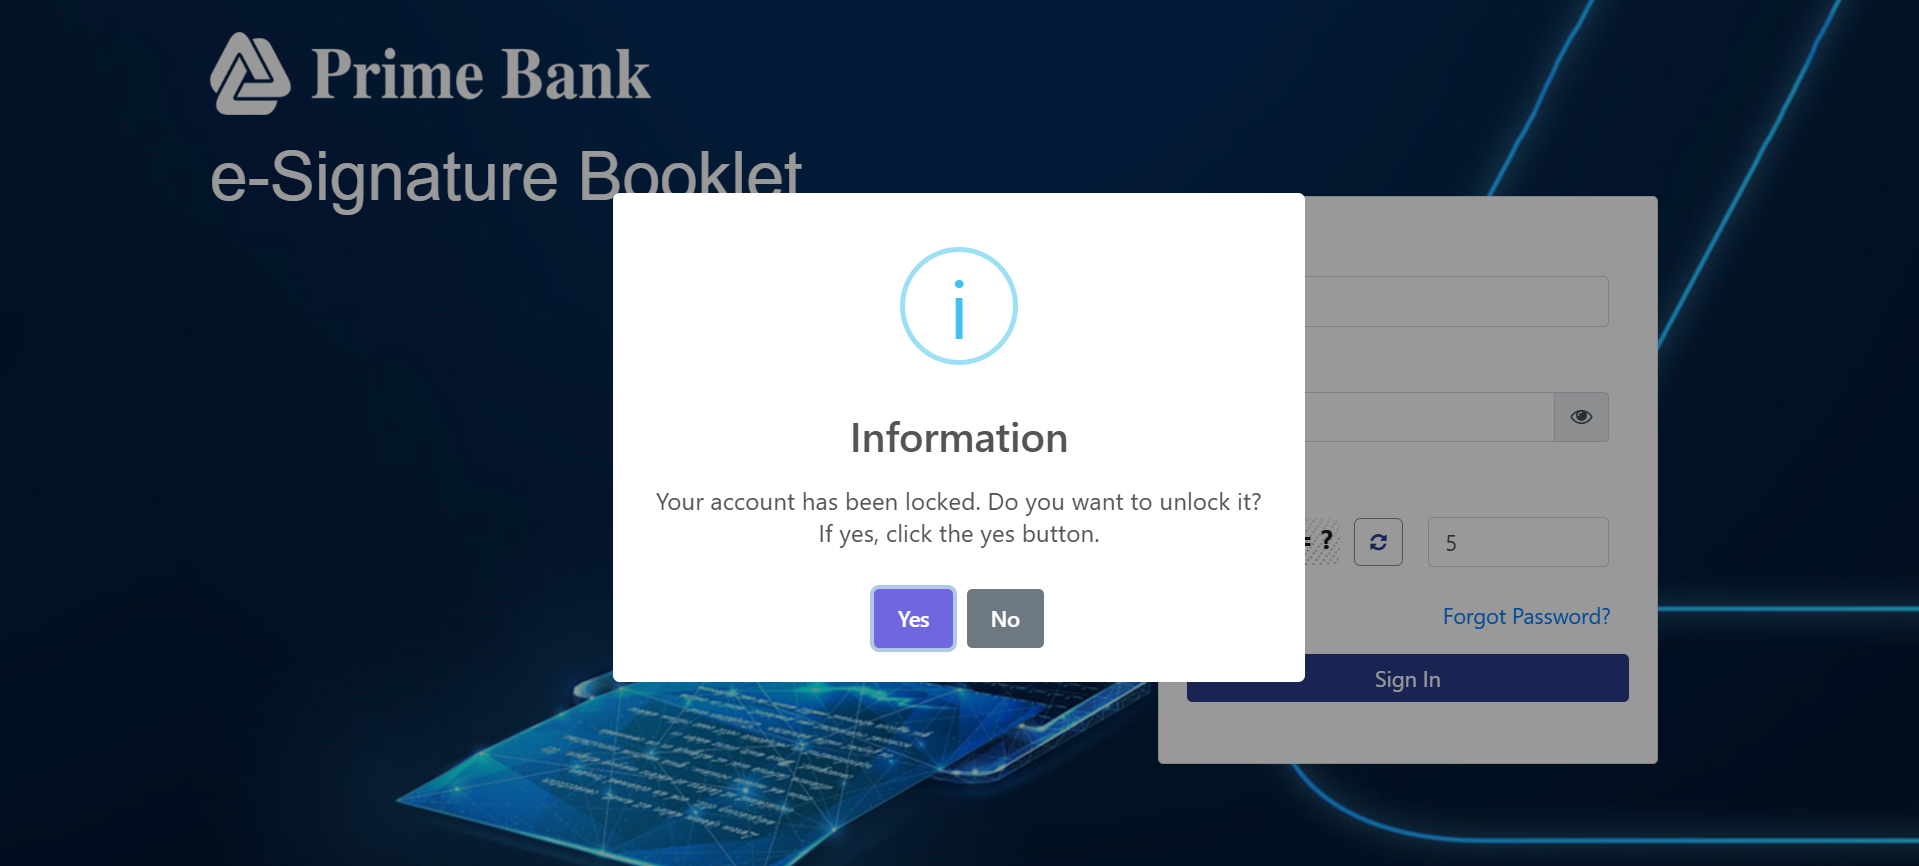 Prime Bank
e-Signature Booklet
Information
Your account has been locked. Do you want to unlock it?
If yes, click the yes button.
Yes
No
= ?
5
Forgot Password?
Sign In